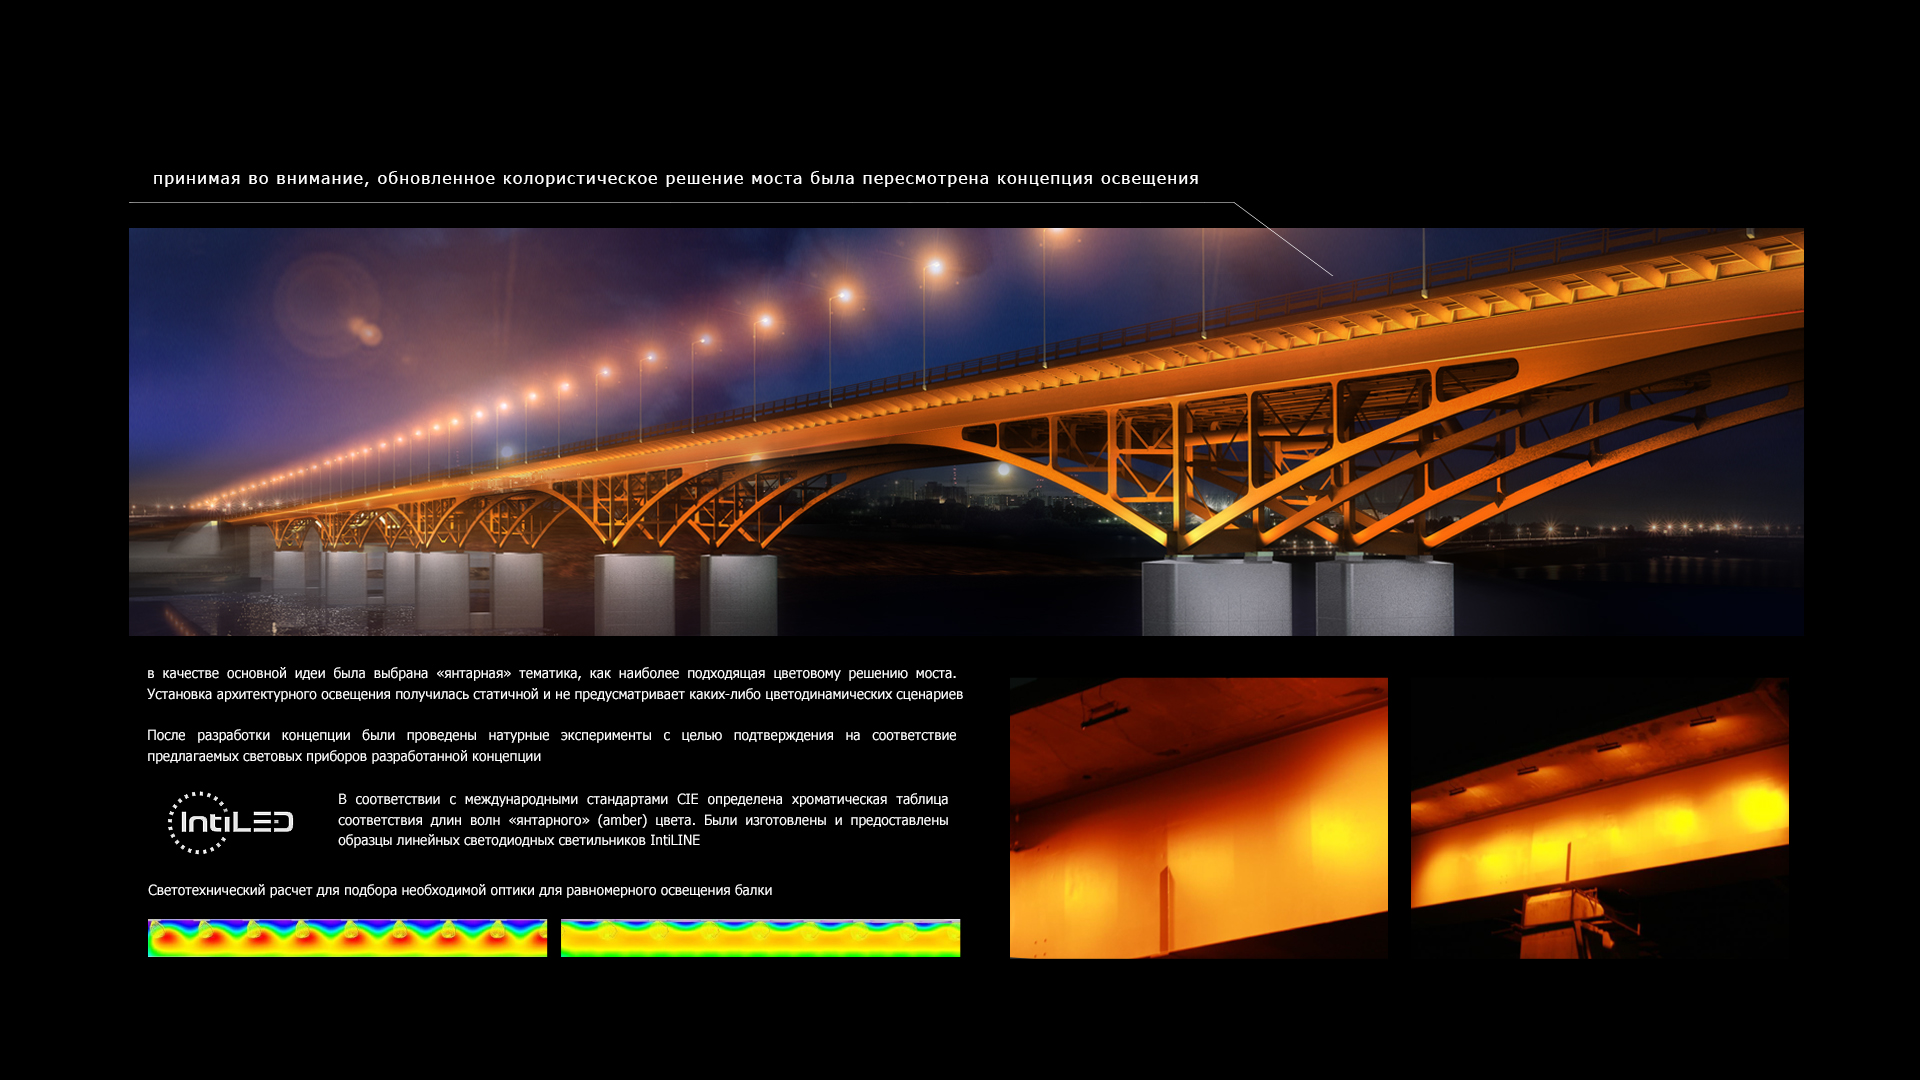 принимая во внимание, обновленное колористическое решение моста была пересмотрена концепция освещения
в качестве основной идеи была выбрана «янтарная» тематика, как наиболее подходящая цветовому решению моста.
Установка архитектурного освещения получилась статичной и не предусматривает каких-либо цветодинамических сценариев
После разработки концепции были проведены натурные эксперименты с целью подтверждения на соответствие
предлагаемых световых приборов разработанной концепции
IntiLED
В соответствии с международными стандартами CIE определена хроматическая таблица
соответствия длин волн «янтарного» (amber) цвета. Были изготовлены и предоставлены
образцы линейных светодиодных светильников IntiLINE
Светотехнический расчет для подбора необходимой оптики для равномерного освещения балки